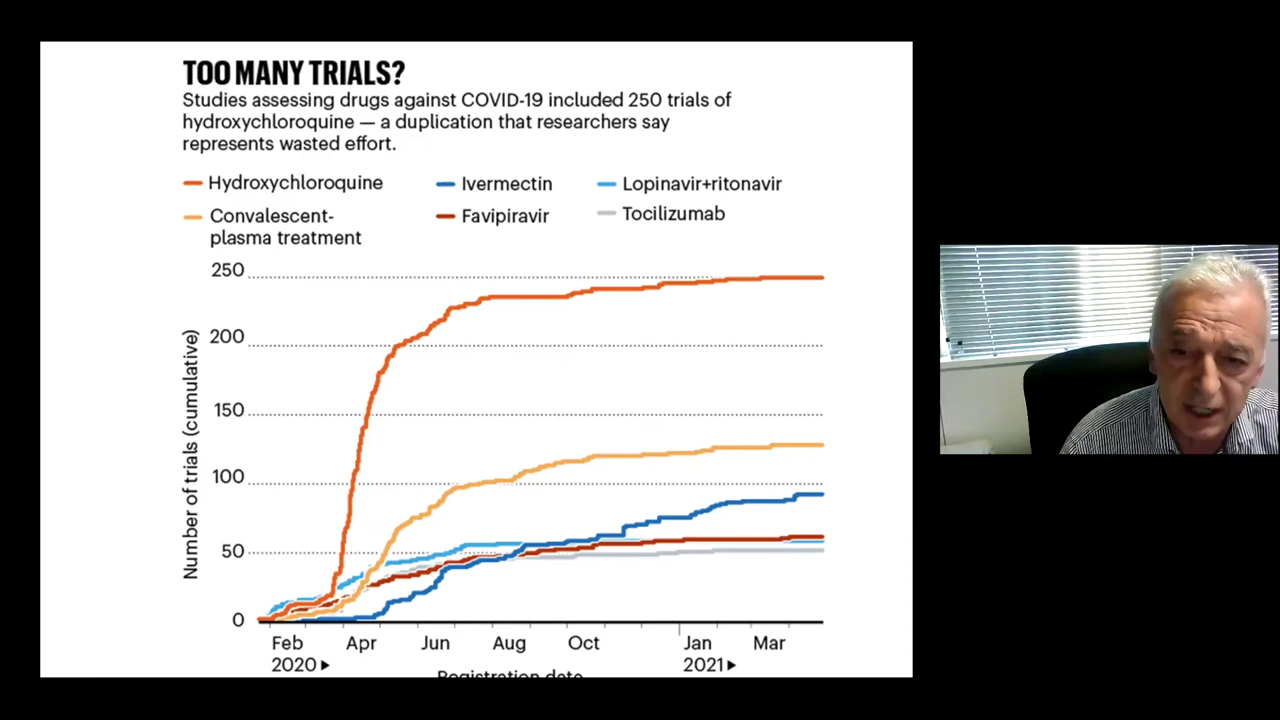 TOO MANY TRIALS?
Studies assessing drugs against COVID-19 included 250 trials of
hydroxychloroquine — a duplication that researchers say
represents wasted effort.
Hydroxychloroquine
Ivermectin
Lopinavir+ritonavir
Convalescent-
plasma treatment
Favipiravir
Tocilizumab
Number of trials (cumulative)
250
200
150
100
50
0
Feb Apr Jun Aug Oct Jan Mar
2020 ▶ 2021 ▶
Registration date